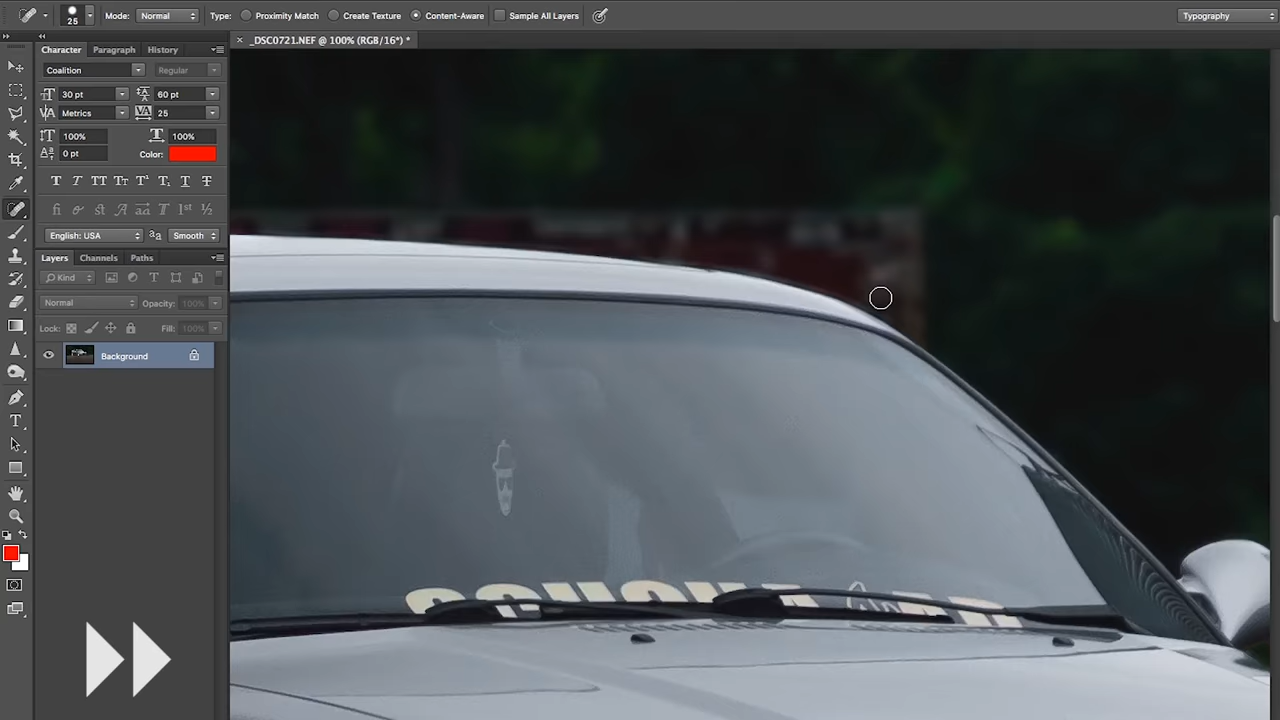 25 Mode: Normal Type: Proximity Match Create Texture Content-Aware Sample All Layers Typography
_DSC0721.NEF @ 100% (RGB/16*) *
Character Paragraph History
Coalition Regular
30 pt 60 pt
Metrics 25
100% 100%
0 pt Color:
English: USA Smooth
Layers Channels Paths
Kind
Normal Opacity: 100%
Lock: Fill: 100%
Background